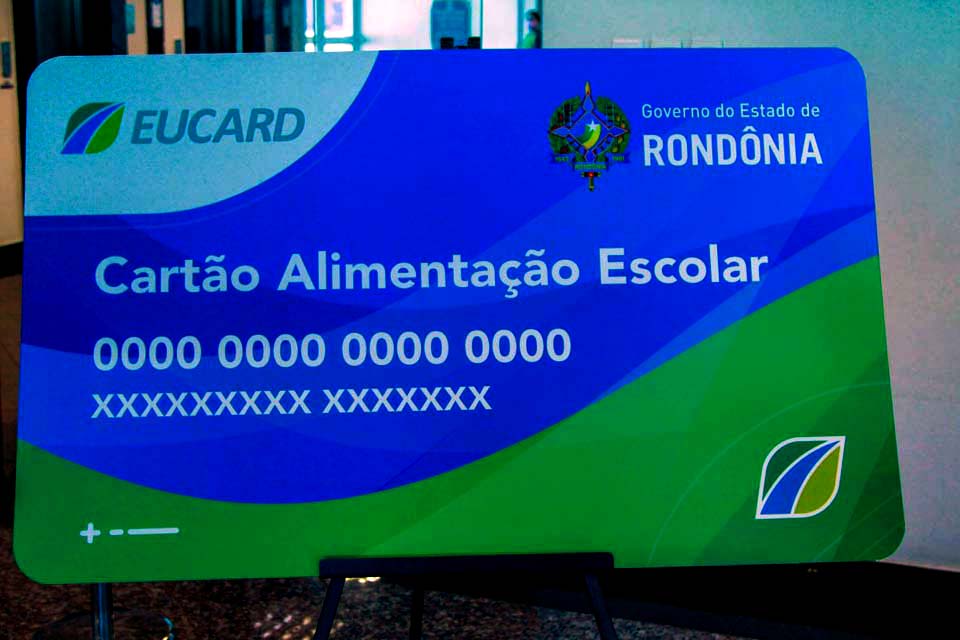 EUCARD
Governo do Estado de
RONDÔNIA
Cartão Alimentação Escolar
0000 0000 0000 0000
XXXXXXXXX XXXXXXX